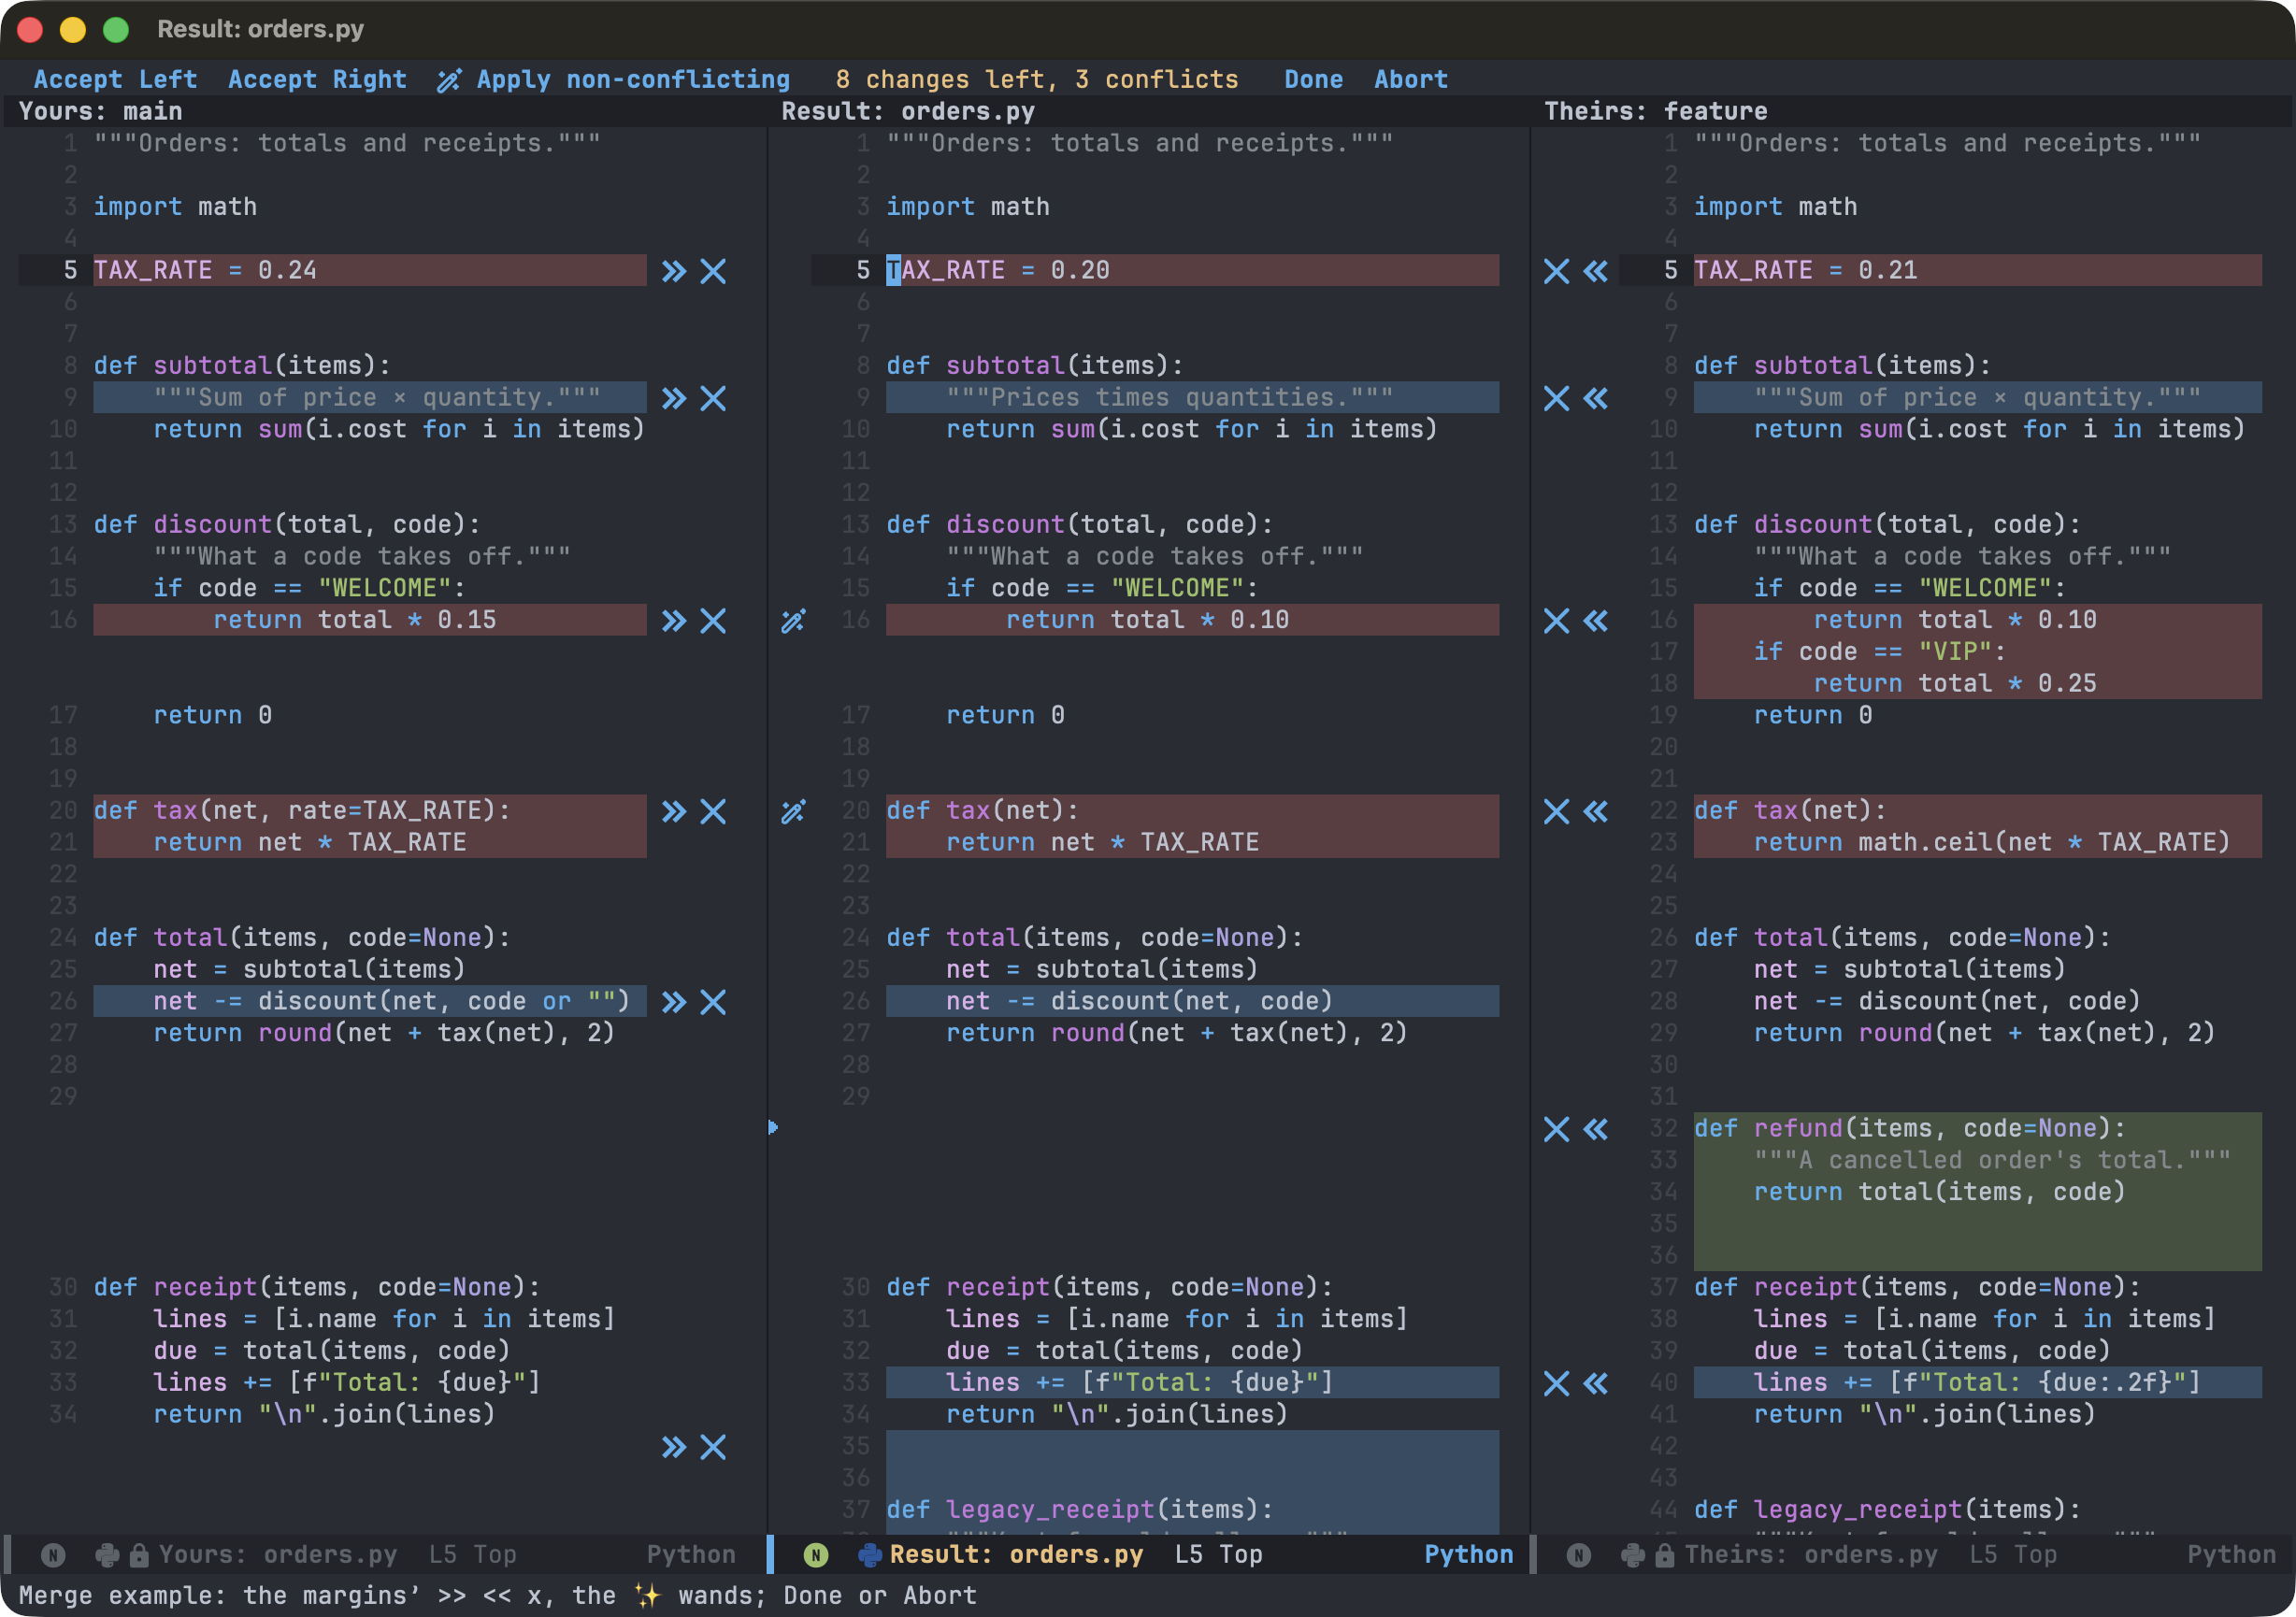 Result: orders.py
Accept Left Accept Right Apply non-conflicting 8 changes left, 3 conflicts Done Abort
Yours: main
1 """Orders: totals and receipts."""
2
3 import math
4
5 TAX_RATE = 0.24
6
7
8 def subtotal(items):
9     """Sum of price × quantity."""
10     return sum(i.cost for i in items)
11
12
13 def discount(total, code):
14     """What a code takes off."""
15     if code == "WELCOME":
16         return total * 0.15
17     return 0
18
19
20 def tax(net, rate=TAX_RATE):
21     return net * TAX_RATE
22
23
24 def total(items, code=None):
25     net = subtotal(items)
26     net -= discount(net, code or "")
27     return round(net + tax(net), 2)
28
29
30 def receipt(items, code=None):
31     lines = [i.name for i in items]
32     due = total(items, code)
33     lines += [f"Total: {due}"]
34     return "\n".join(lines)
N Yours: orders.py L5 Top Python
Result: orders.py
1 """Orders: totals and receipts."""
2
3 import math
4
5 TAX_RATE = 0.20
6
7
8 def subtotal(items):
9     """Prices times quantities."""
10     return sum(i.cost for i in items)
11
12
13 def discount(total, code):
14     """What a code takes off."""
15     if code == "WELCOME":
16         return total * 0.10
17     return 0
18
19
20 def tax(net):
21     return net * TAX_RATE
22
23
24 def total(items, code=None):
25     net = subtotal(items)
26     net -= discount(net, code)
27     return round(net + tax(net), 2)
28
29
30 def receipt(items, code=None):
31     lines = [i.name for i in items]
32     due = total(items, code)
33     lines += [f"Total: {due}"]
34     return "\n".join(lines)
35
36
37 def legacy_receipt(items):
N Result: orders.py L5 Top Python
Theirs: feature
1 """Orders: totals and receipts."""
2
3 import math
4
5 TAX_RATE = 0.21
6
7
8 def subtotal(items):
9     """Sum of price × quantity."""
10     return sum(i.cost for i in items)
11
12
13 def discount(total, code):
14     """What a code takes off."""
15     if code == "WELCOME":
16         return total * 0.10
17     if code == "VIP":
18         return total * 0.25
19     return 0
20
21
22 def tax(net):
23     return math.ceil(net * TAX_RATE)
24
25
26 def total(items, code=None):
27     net = subtotal(items)
28     net -= discount(net, code)
29     return round(net + tax(net), 2)
30
31
32 def refund(items, code=None):
33     """A cancelled order's total."""
34     return total(items, code)
35
36
37 def receipt(items, code=None):
38     lines = [i.name for i in items]
39     due = total(items, code)
40     lines += [f"Total: {due:.2f}"]
41     return "\n".join(lines)
42
43
44 def legacy_receipt(items):
N Theirs: orders.py L5 Top Python
Merge example: the margins’ >> << x, the ✨ wands; Done or Abort